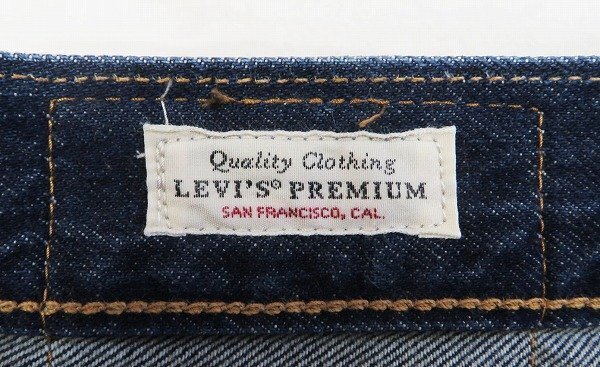 Quality Clothing
LEVI'S® PREMIUM
SAN FRANCISCO, CAL.